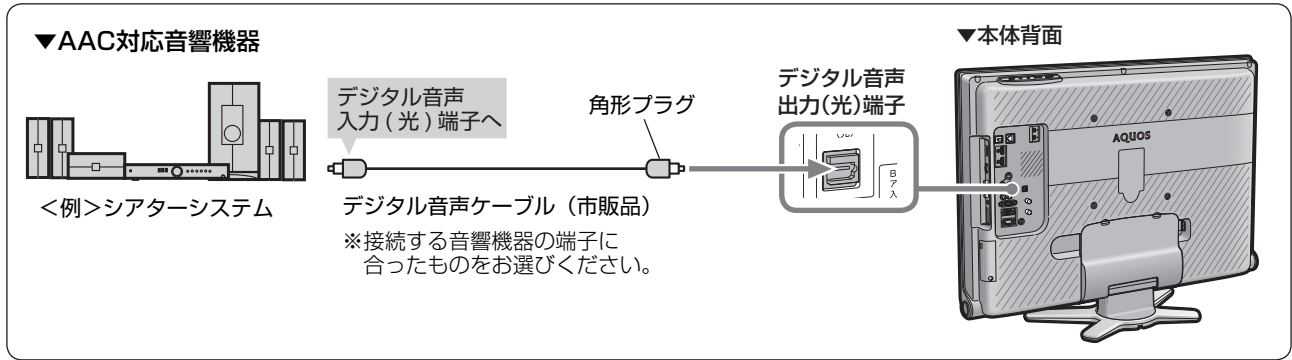 ▼AAC対応音響機器
<例>シアターシステム
デジタル音声
入力(光)端子へ
角形プラグ
デジタル音声ケーブル（市販品）
※接続する音響機器の端子に
合ったものをお選びください。
デジタル音声
出力(光)端子
B
ア
入
▼本体背面
AQUOS